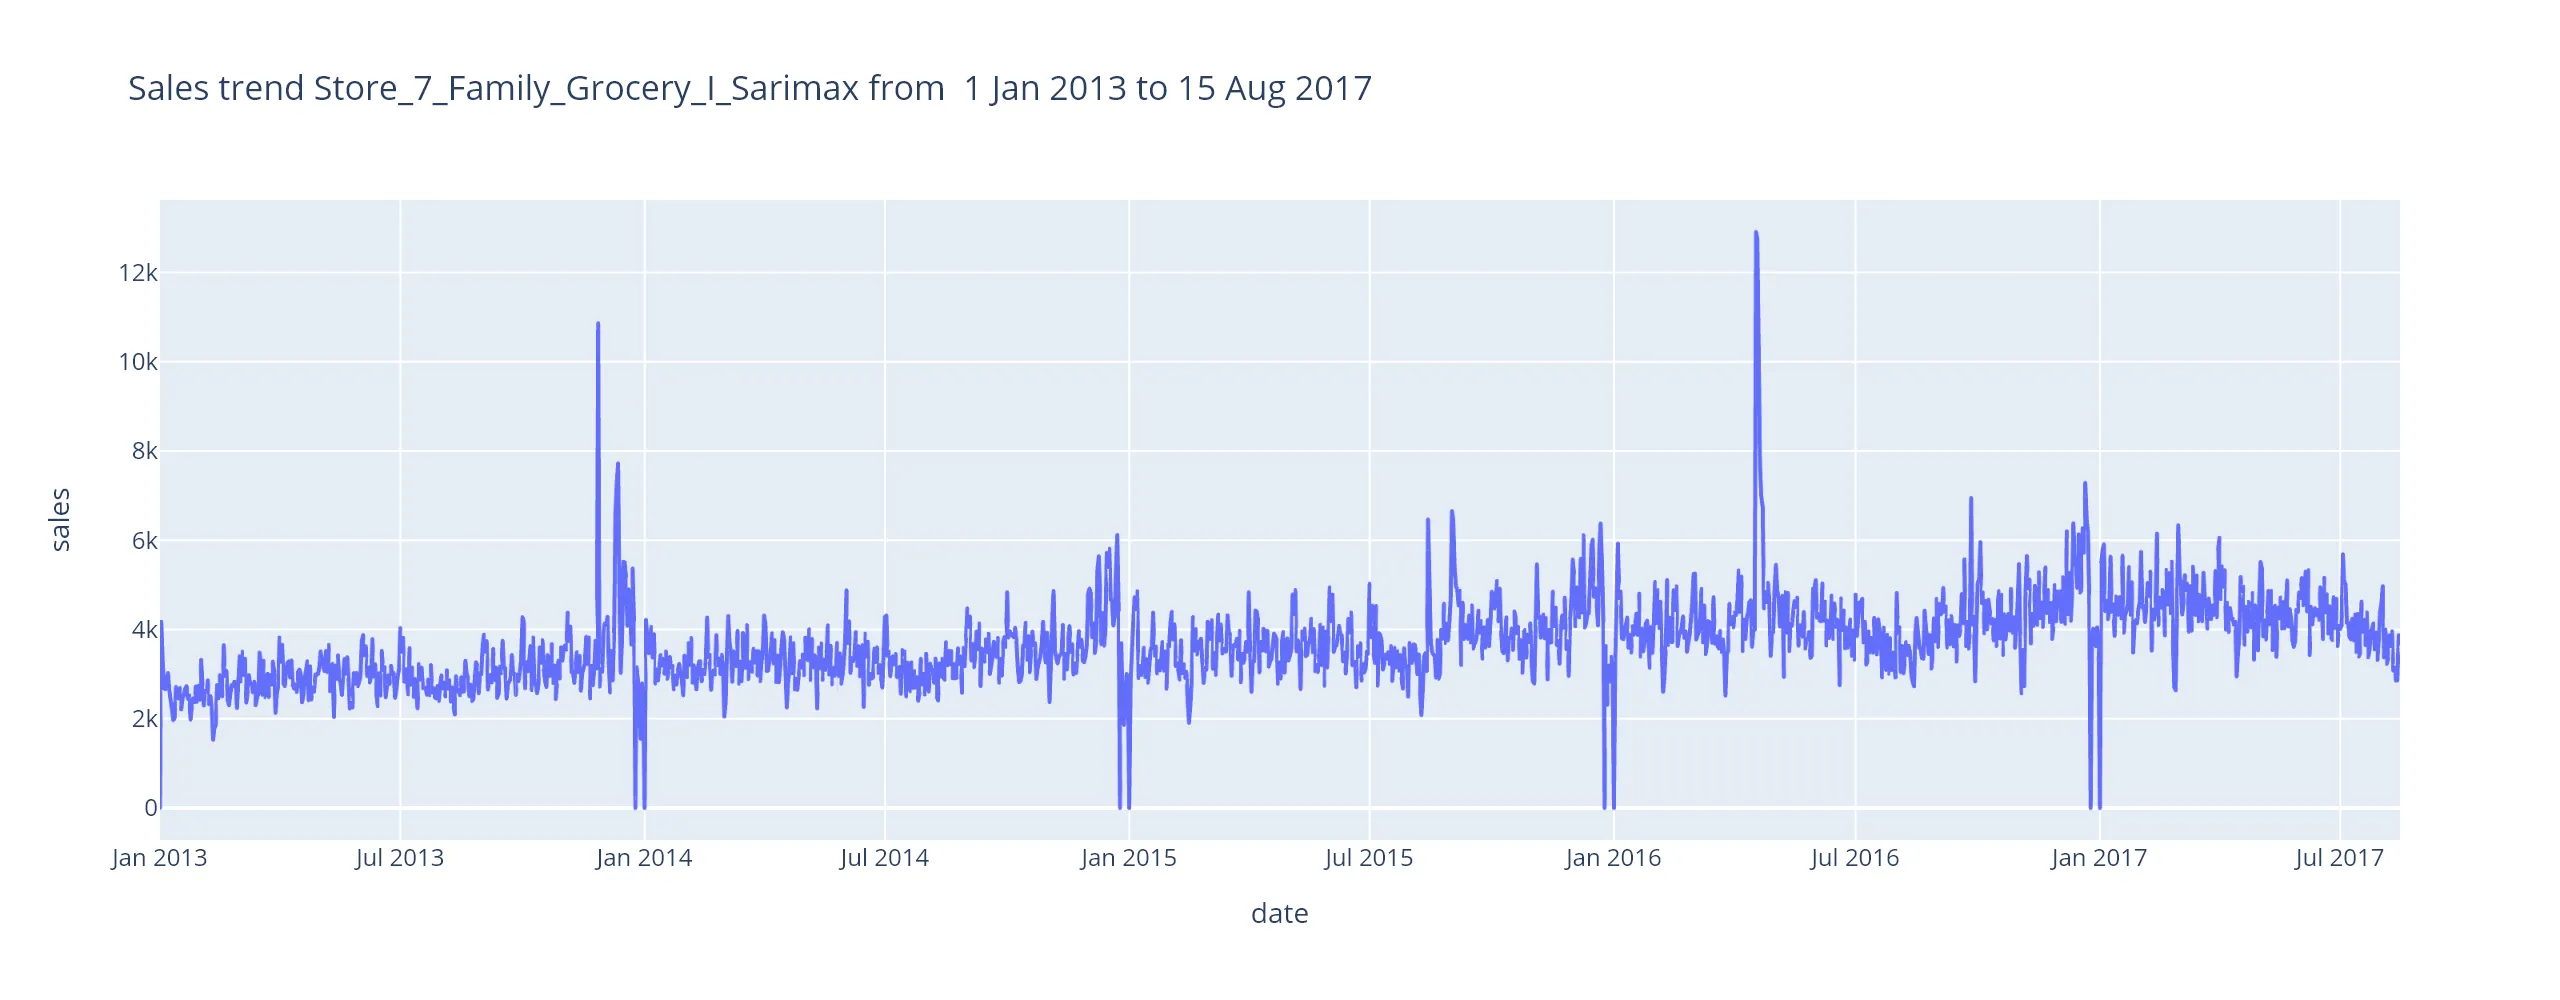 Sales trend Store_7_Family_Grocery_I_Sarimax from  1 Jan 2013 to 15 Aug 2017
12k
10k
8k
6k
4k
2k
0
sales
Jan 2013 Jul 2013 Jan 2014 Jul 2014 Jan 2015 Jul 2015 Jan 2016 Jul 2016 Jan 2017 Jul 2017
date